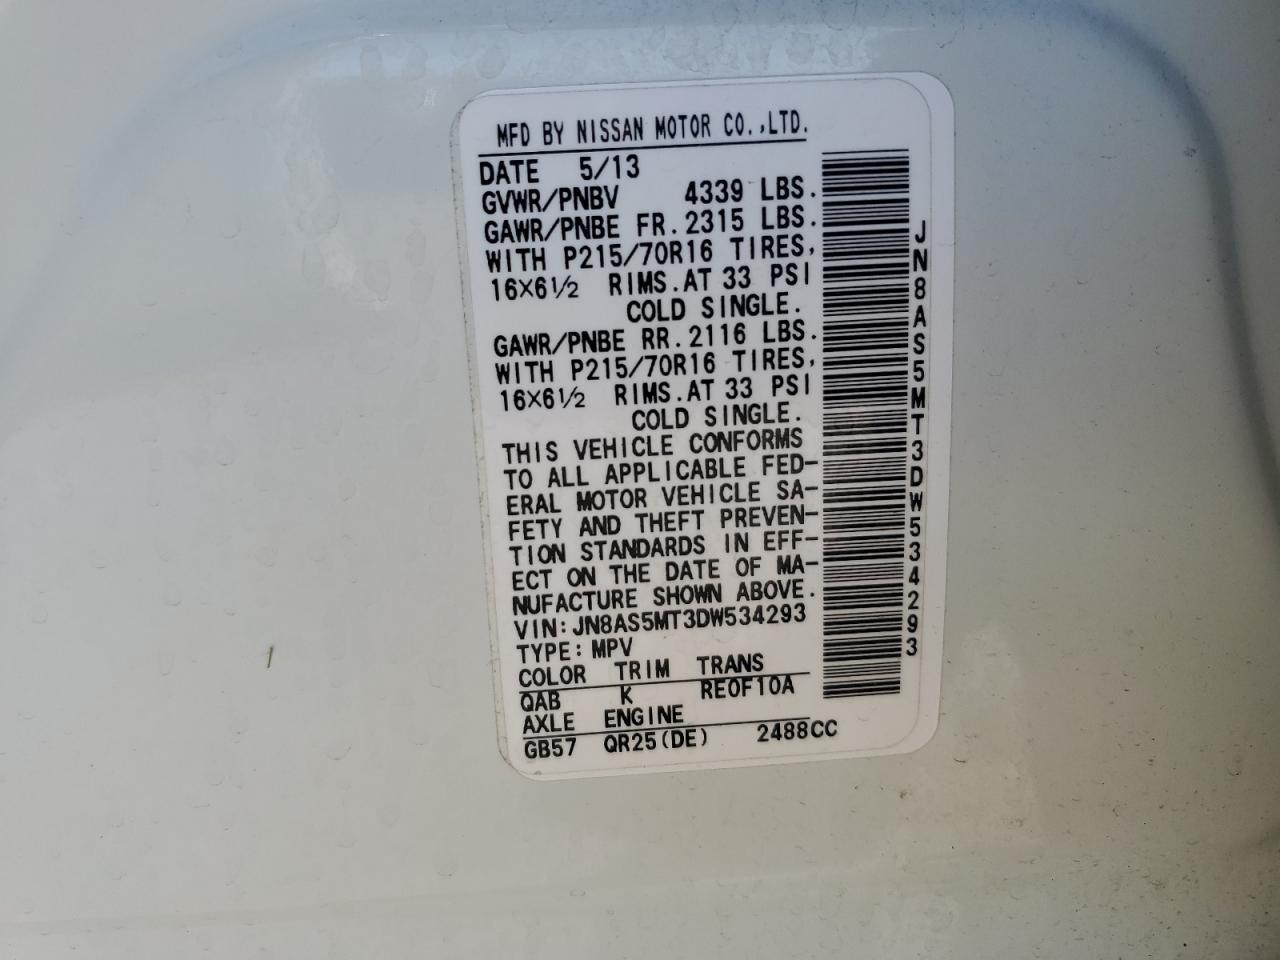 MFD BY NISSAN MOTOR CO.,LTD.
DATE 5/13
GVWR/PNBV 4339 LBS.
GAWR/PNBE FR.2315 LBS.
WITH P215/70R16 TIRES,
16×6½ RIMS.AT 33 PSI
COLD SINGLE.
GAWR/PNBE RR.2116 LBS.
WITH P215/70R16 TIRES,
16×6½ RIMS.AT 33 PSI
COLD SINGLE.
THIS VEHICLE CONFORMS
TO ALL APPLICABLE FED-
ERAL MOTOR VEHICLE SA-
FETY AND THEFT PREVEN-
TION STANDARDS IN EFF-
ECT ON THE DATE OF MA-
NUFACTURE SHOWN ABOVE.
VIN:JN8AS5MT3DW534293
TYPE:MPV
COLOR TRIM TRANS
QAB K RE0F10A
AXLE ENGINE
GB57 QR25(DE) 2488CC
JN8AS5MT3DW534293